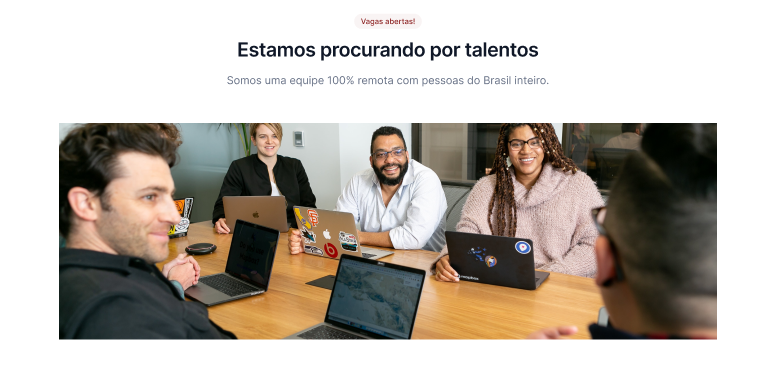 Vagas abertas!
Estamos procurando por talentos
Somos uma equipe 100% remota com pessoas do Brasil inteiro.